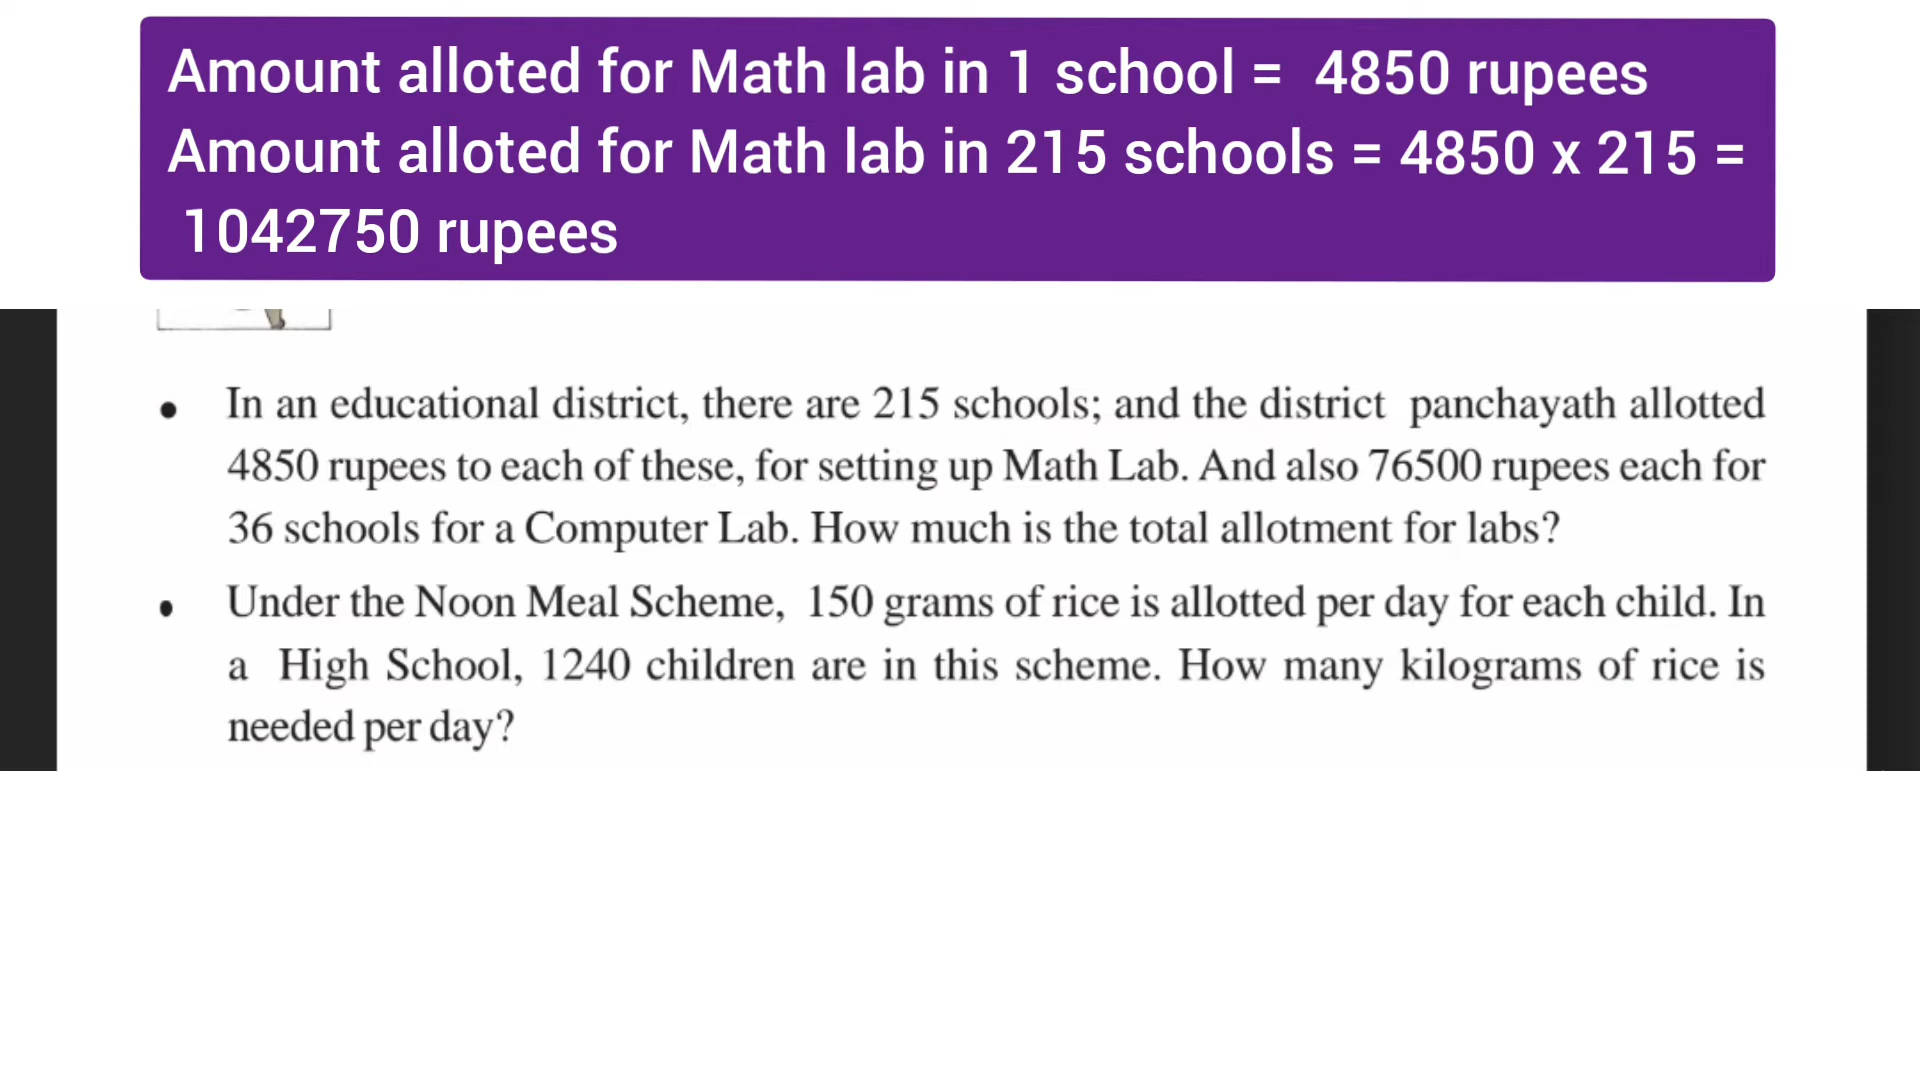 Amount alloted for Math lab in 1 school = 4850 rupees
Amount alloted for Math lab in 215 schools = 4850 x 215 =
1042750 rupees
• In an educational district, there are 215 schools; and the district panchayath allotted
4850 rupees to each of these, for setting up Math Lab. And also 76500 rupees each for
36 schools for a Computer Lab. How much is the total allotment for labs?
• Under the Noon Meal Scheme, 150 grams of rice is allotted per day for each child. In
a High School, 1240 children are in this scheme. How many kilograms of rice is
needed per day?